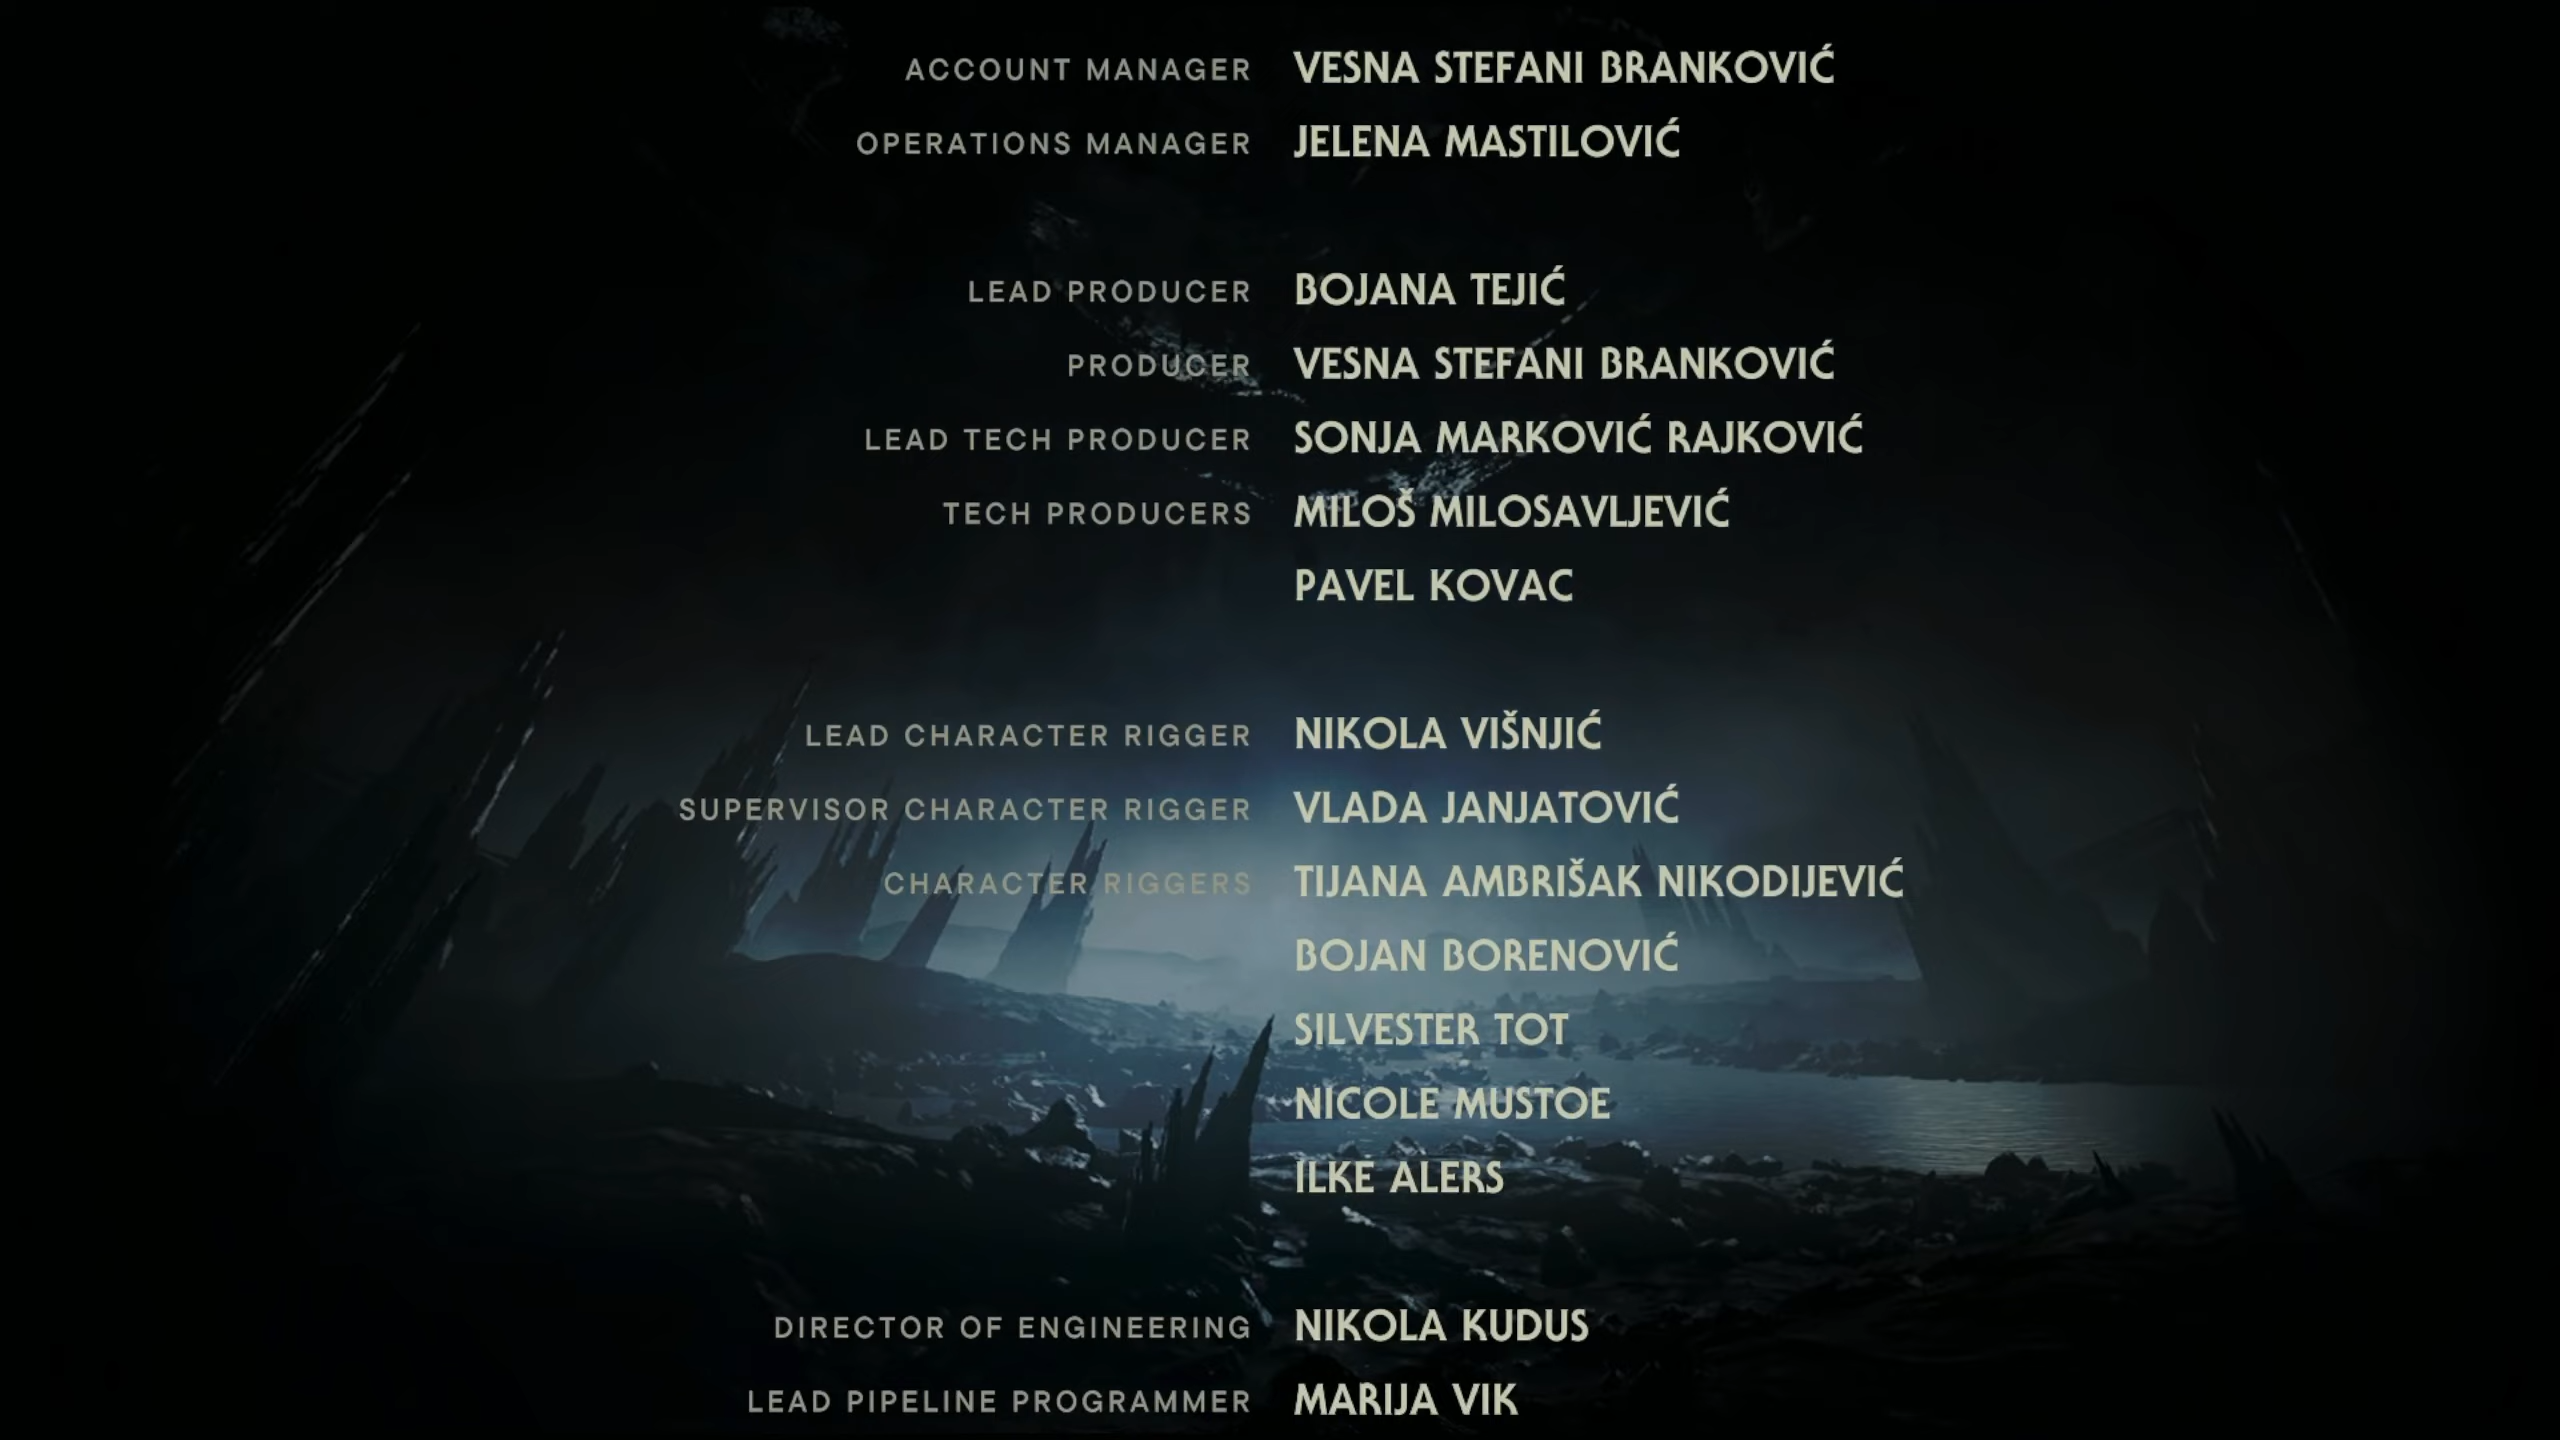 ACCOUNT MANAGER VESNA STEFANI BRANKOVIĆ
OPERATIONS MANAGER JELENA MASTILOVIĆ
LEAD PRODUCER BOJANA TEJIĆ
PRODUCER VESNA STEFANI BRANKOVIĆ
LEAD TECH PRODUCER SONJA MARKOVIĆ RAJKOVIĆ
TECH PRODUCERS MILOŠ MILOSAVLJEVIĆ
PAVEL KOVAC
LEAD CHARACTER RIGGER NIKOLA VIŠNJIĆ
SUPERVISOR CHARACTER RIGGER VLADA JANJATOVIĆ
CHARACTER RIGGERS TIJANA AMBRIŠAK NIKODIJEVIĆ
BOJAN BORENOVIĆ
SILVESTER TOT
NICOLE MUSTOE
ILKE ALERS
DIRECTOR OF ENGINEERING NIKOLA KUDUS
LEAD PIPELINE PROGRAMMER MARIJA VIK